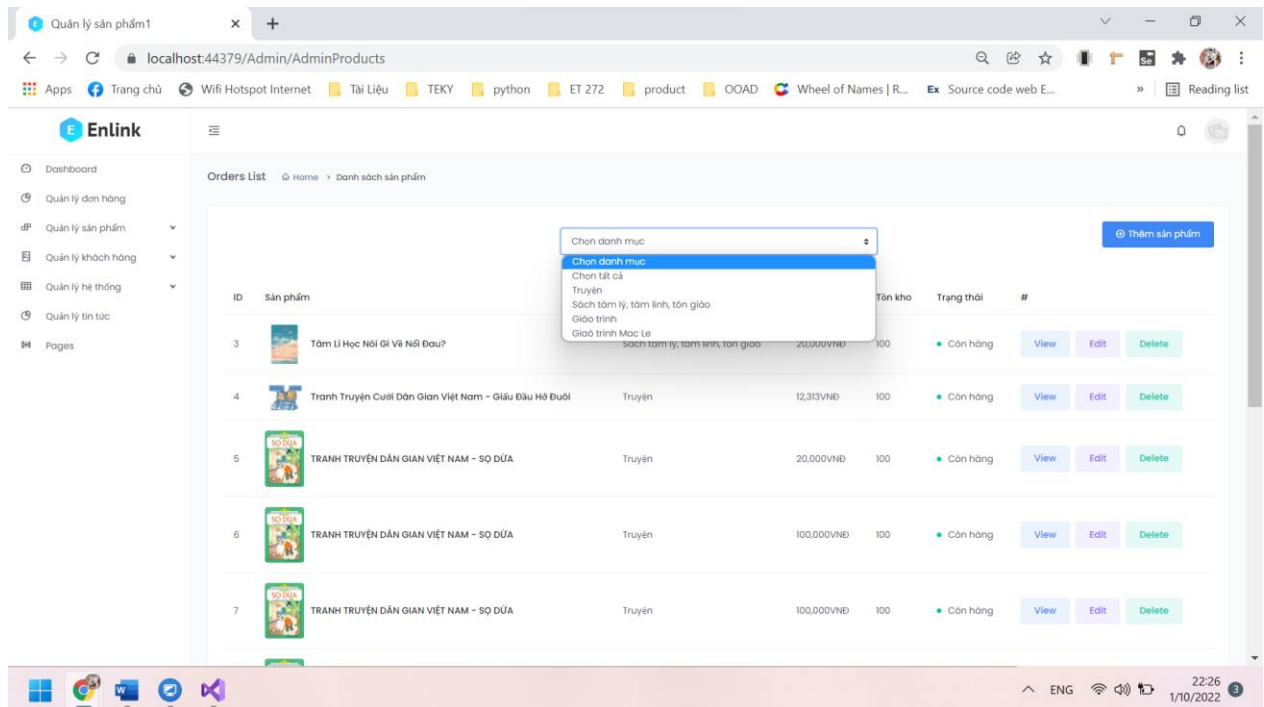 Quản lý sản phẩm1
localhost:44379/Admin/AdminProducts
Apps Trang chủ Wifi Hotspot Internet Tài Liệu TEKY python ET 272 product OOAD Wheel of Names | R... Ex Source code web E... » Reading list
E Enlink
Dashboard
Quản lý đơn hàng
Quản lý sản phẩm
Quản lý khách hàng
Quản lý hệ thống
Quản lý tin tức
Pages
Orders List Home > Danh sách sản phẩm
Chọn danh mục
Thêm sản phẩm
Chọn danh mục
Chọn tất cả
Truyện
Sách tâm lý, tâm linh, tôn giáo
Giáo trình
Giaó trình Mac Le
ID Sản phẩm Tồn kho Trạng thái #
3 Tâm Lí Học Nói Gì Về Nỗi Đau? Sách tâm lý, tâm linh, tôn giáo 20,000VNĐ 100 Còn hàng View Edit Delete
4 Tranh Truyện Cười Dân Gian Việt Nam - Giấu Đầu Hở Đuôi Truyện 12,313VNĐ 100 Còn hàng View Edit Delete
SỌ DỪA
5 TRANH TRUYỆN DÂN GIAN VIỆT NAM - SỌ DỪA Truyện 20,000VNĐ 100 Còn hàng View Edit Delete
SỌ DỪA
6 TRANH TRUYỆN DÂN GIAN VIỆT NAM - SỌ DỪA Truyện 100,000VNĐ 100 Còn hàng View Edit Delete
SỌ DỪA
7 TRANH TRUYỆN DÂN GIAN VIỆT NAM - SỌ DỪA Truyện 100,000VNĐ 100 Còn hàng View Edit Delete
ENG 22:26
1/10/2022 3